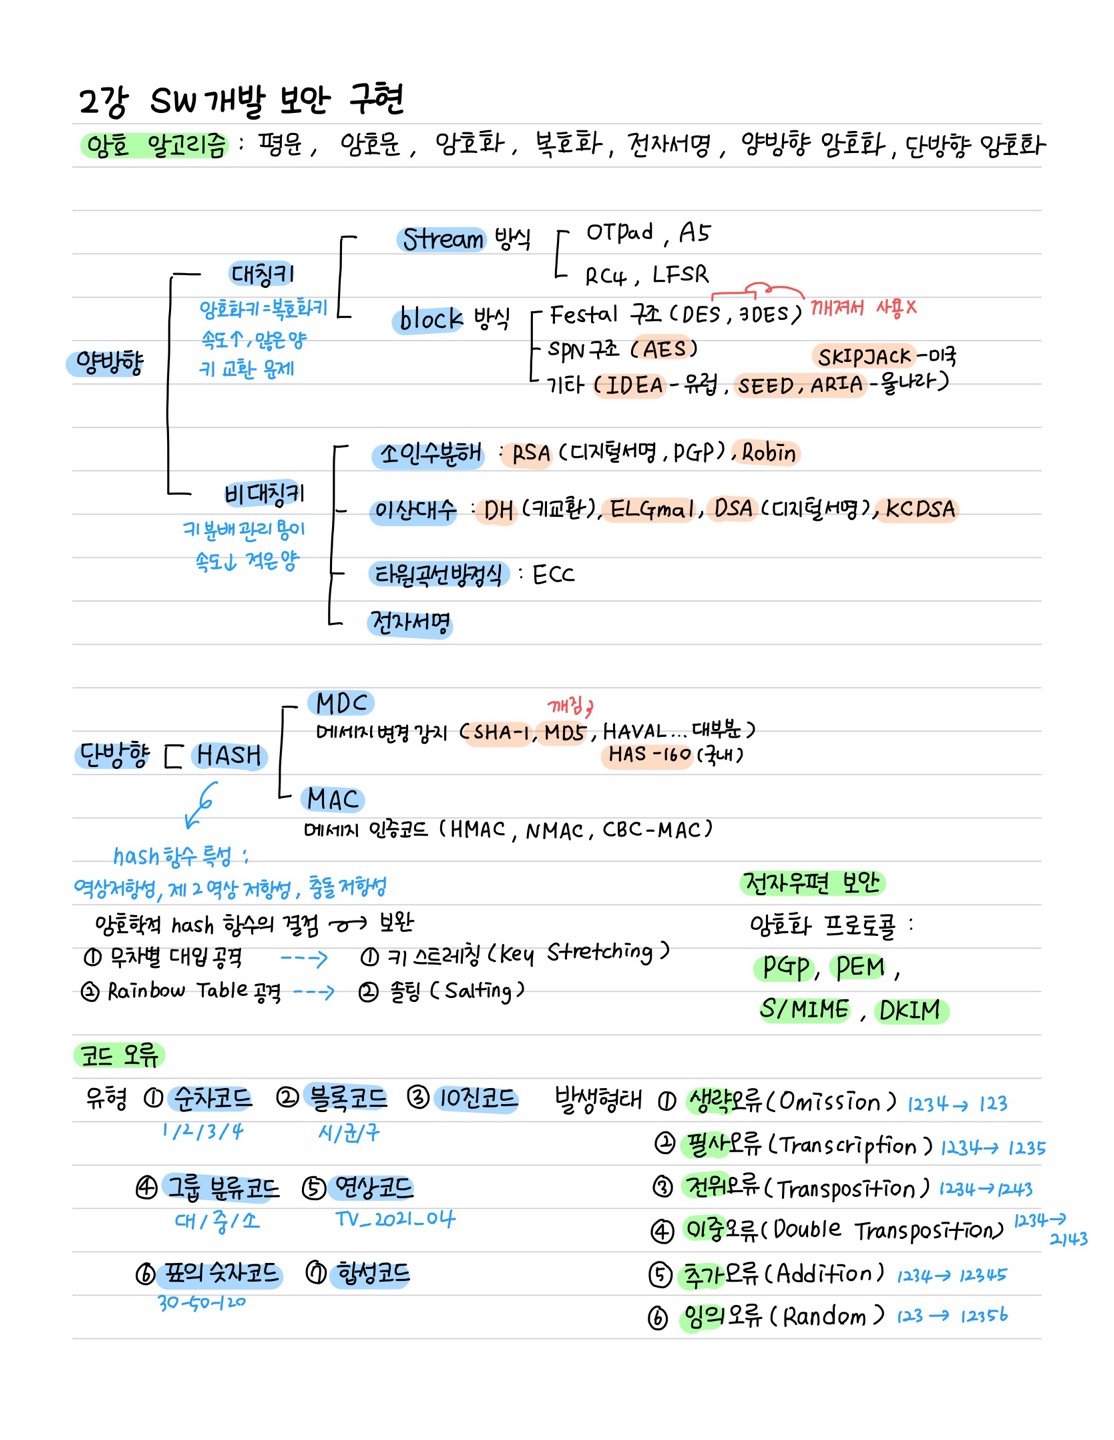 2강 SW개발 보안 구현
암호 알고리즘 : 평문, 암호문, 암호화, 복호화, 전자서명, 양방향 암호화, 단방향 암호화
양방향
대칭키
암호화키=복호화키
속도↑, 많은 양
키 교환 문제
Stream 방식
OTPad, A5
RC4, LFSR
block 방식
Festal 구조 (DES, 3DES) 깨져서 사용X
SPN구조 (AES)
SKIPJACK-미국
기타 (IDEA-유럽, SEED, ARIA-울나라)
비대칭키
키분배 관리 용이
속도↓ 적은 양
소인수분해 : RSA (디지털서명, PGP), Robin
이산대수 : DH (키교환), ELGmal, DSA (디지털서명), KCDSA
타원곡선방정식 : ECC
전자서명
단방향
HASH
MDC
깨짐
메세지변경 감지 (SHA-1, MD5, HAVAL... 대부분)
HAS-160 (국내)
MAC
메세지 인증코드 (HMAC, NMAC, CBC-MAC)
hash함수 특성 :
역상저항성, 제2역상 저항성, 충돌 저항성
암호학적 hash 함수의 결점 → 보완
① 무차별 대입 공격 ---> ① 키 스트레칭 (Key Stretching)
② Rainbow Table 공격 ---> ② 솔팅 (Salting)
전자우편 보안
암호화 프로토콜 :
PGP, PEM,
S/MIME, DKIM
코드 오류
유형 ① 순차코드 ② 블록코드 ③ 10진코드
1/2/3/4 시/군/구
④ 그룹 분류코드 ⑤ 연상코드
대/중/소 TV_2021_04
⑥ 표의 숫자코드 ⑦ 합성코드
30-50-120
발생형태 ① 생략오류 (Omission) 1234→ 123
② 필사오류 (Transcription) 1234→ 1235
③ 전위오류 (Transposition) 1234→1243
④ 이중오류 (Double Transposition) 1234→
2143
⑤ 추가오류 (Addition) 1234→ 12345
⑥ 임의오류 (Random) 123 → 12356